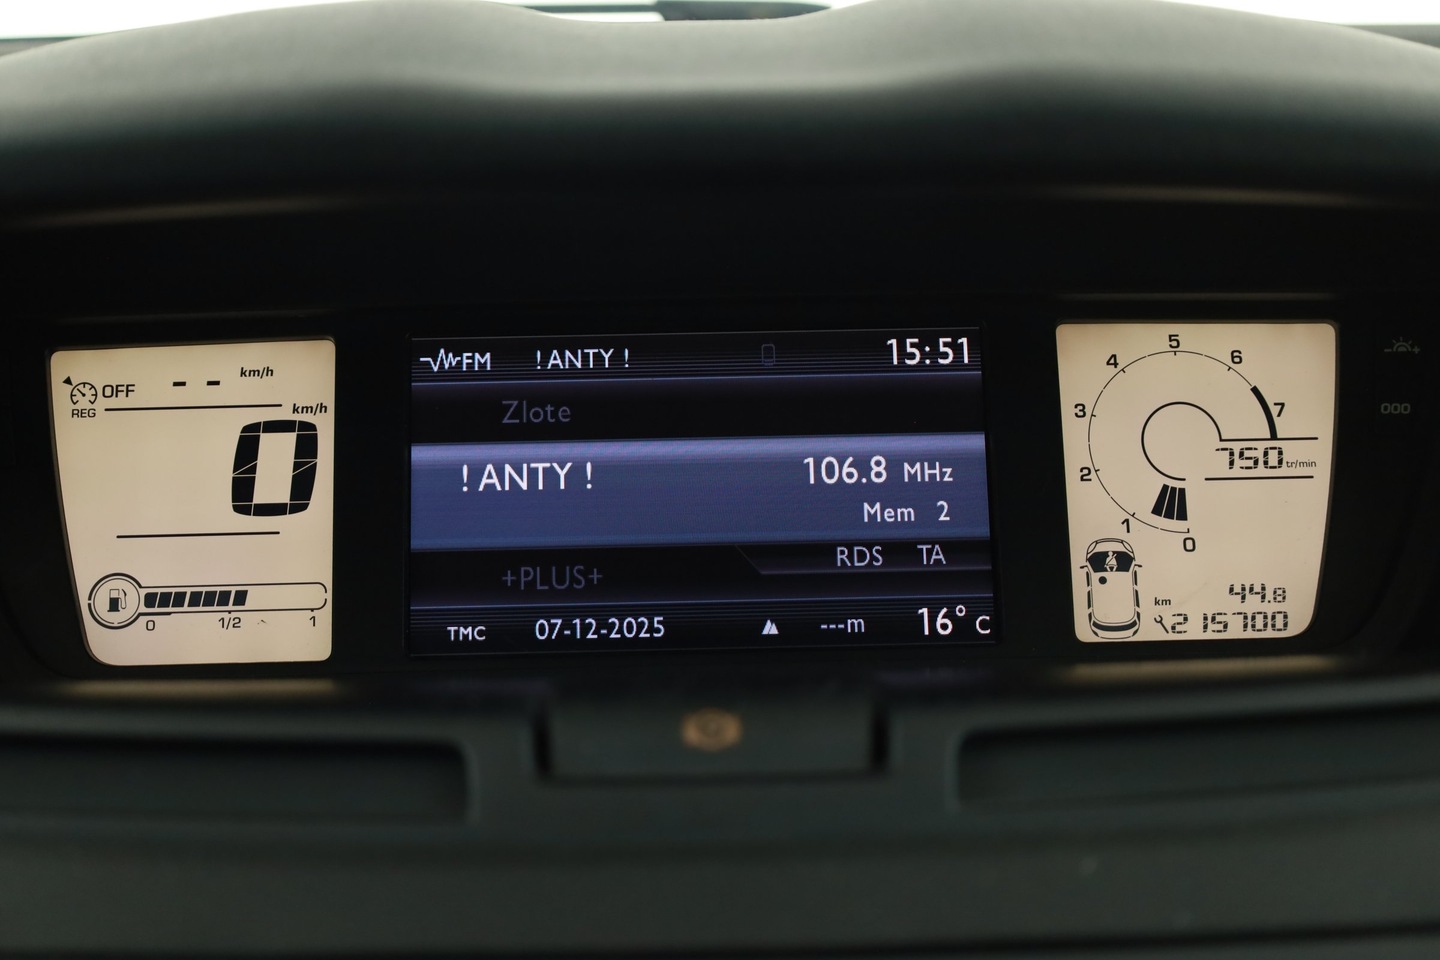 OFF -- km/h
REG
km/h
0
0 1/2 1
FM !ANTY ! 15:51
Zlote
!ANTY ! 106.8 MHz
Mem 2
RDS TA
+PLUS+
TMC 07-12-2025 ---m 16° C
5
4 6
3 7
750 tr/min
2
1
0
44.8
km
215700